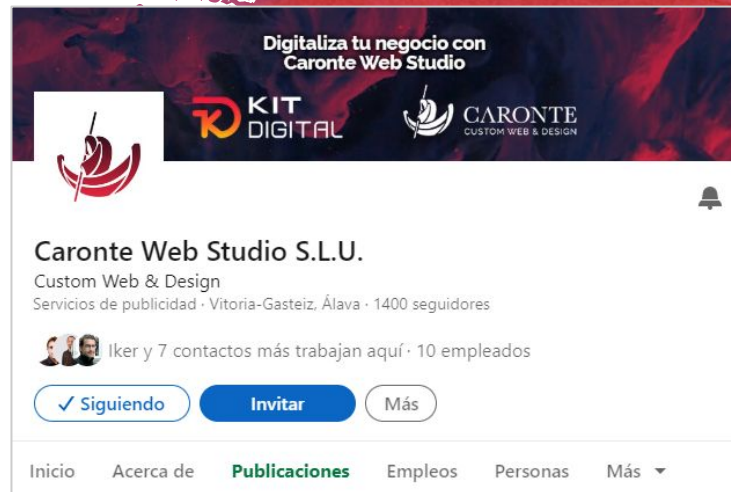 Digitaliza tu negocio con
Caronte Web Studio
KIT
DIGITAL
CARONTE
CUSTOM WEB & DESIGN
Caronte Web Studio S.L.U.
Custom Web & Design
Servicios de publicidad · Vitoria-Gasteiz, Álava · 1400 seguidores
Iker y 7 contactos más trabajan aquí · 10 empleados
✓ Siguiendo Invitar Más
Inicio Acerca de Publicaciones Empleos Personas Más